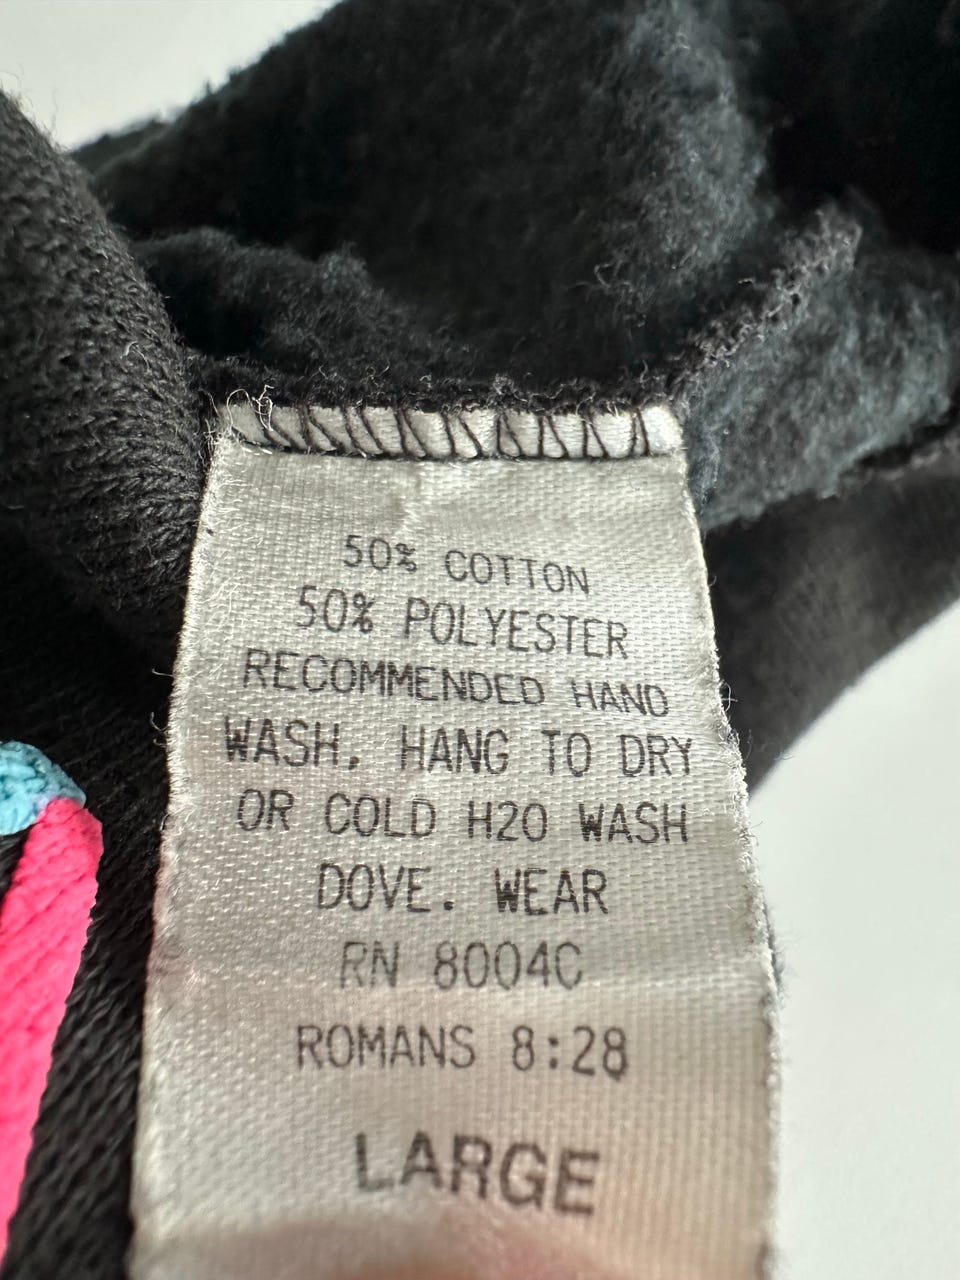 50% COTTON
50% POLYESTER
RECOMMENDED HAND
WASH, HANG TO DRY
OR COLD H2O WASH
DOVE. WEAR
RN 8004C
ROMANS 8:28
LARGE